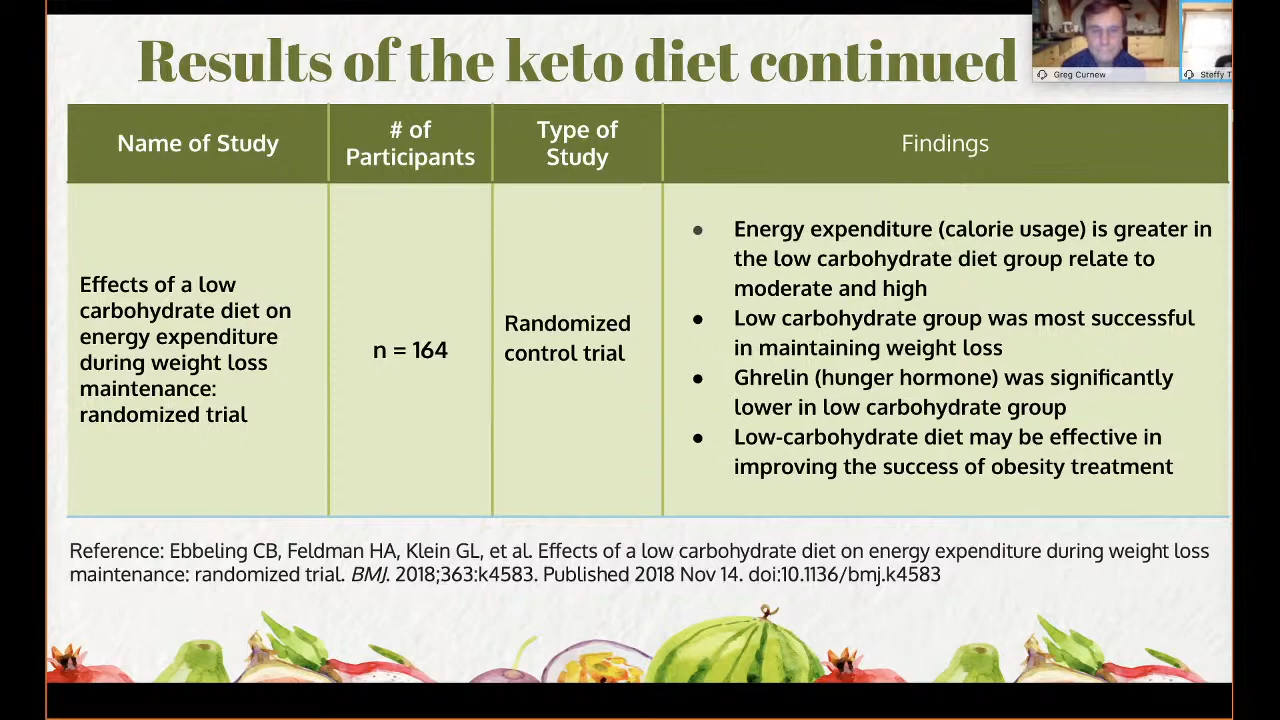 Results of the keto diet continued
Greg Curnew
Steffy T
Name of Study
# of
Participants
Type of
Study
Findings
Effects of a low
carbohydrate diet on
energy expenditure
during weight loss
maintenance:
randomized trial
n = 164
Randomized
control trial
● Energy expenditure (calorie usage) is greater in
the low carbohydrate diet group relate to
moderate and high
● Low carbohydrate group was most successful
in maintaining weight loss
● Ghrelin (hunger hormone) was significantly
lower in low carbohydrate group
● Low-carbohydrate diet may be effective in
improving the success of obesity treatment
Reference: Ebbeling CB, Feldman HA, Klein GL, et al. Effects of a low carbohydrate diet on energy expenditure during weight loss
maintenance: randomized trial. BMJ. 2018;363:k4583. Published 2018 Nov 14. doi:10.1136/bmj.k4583